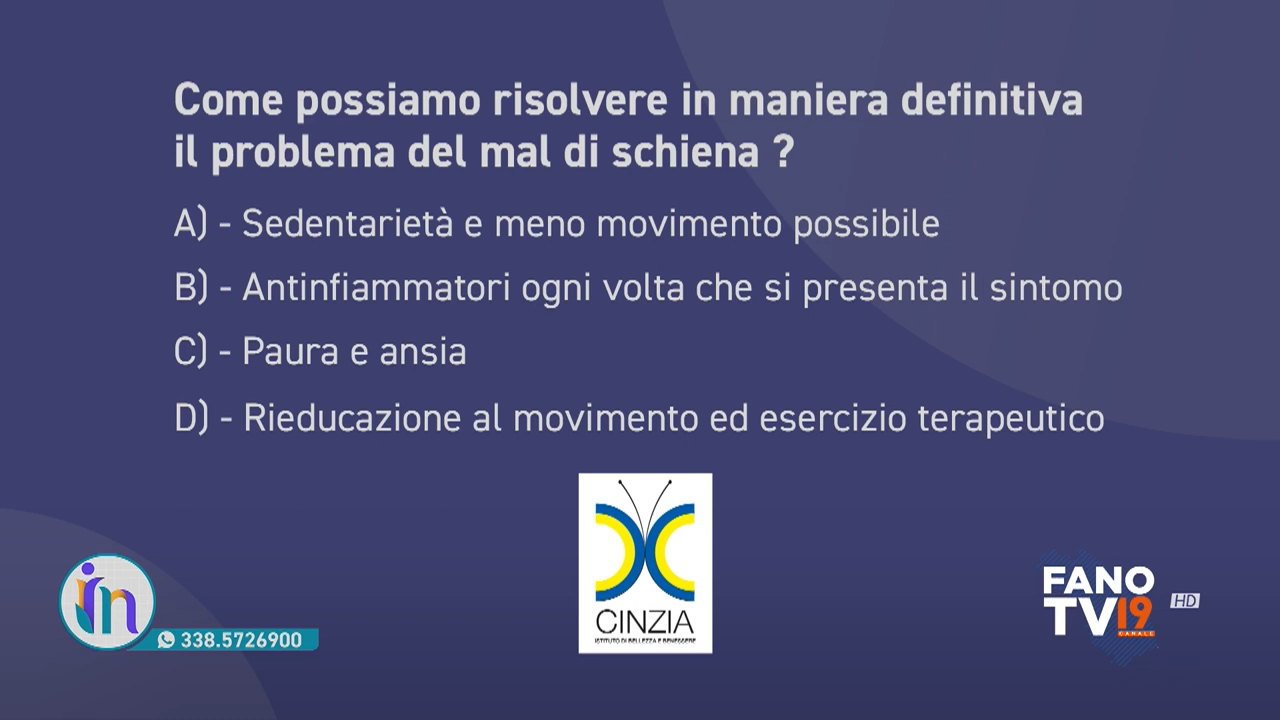 Come possiamo risolvere in maniera definitiva
il problema del mal di schiena ?
A) - Sedentarietà e meno movimento possibile
B) - Antinfiammatori ogni volta che si presenta il sintomo
C) - Paura e ansia
D) - Rieducazione al movimento ed esercizio terapeutico
CINZIA
ISTITUTO DI BELLEZZA E BENESSERE
in
338.5726900
FANO
TV19
CANALE
HD